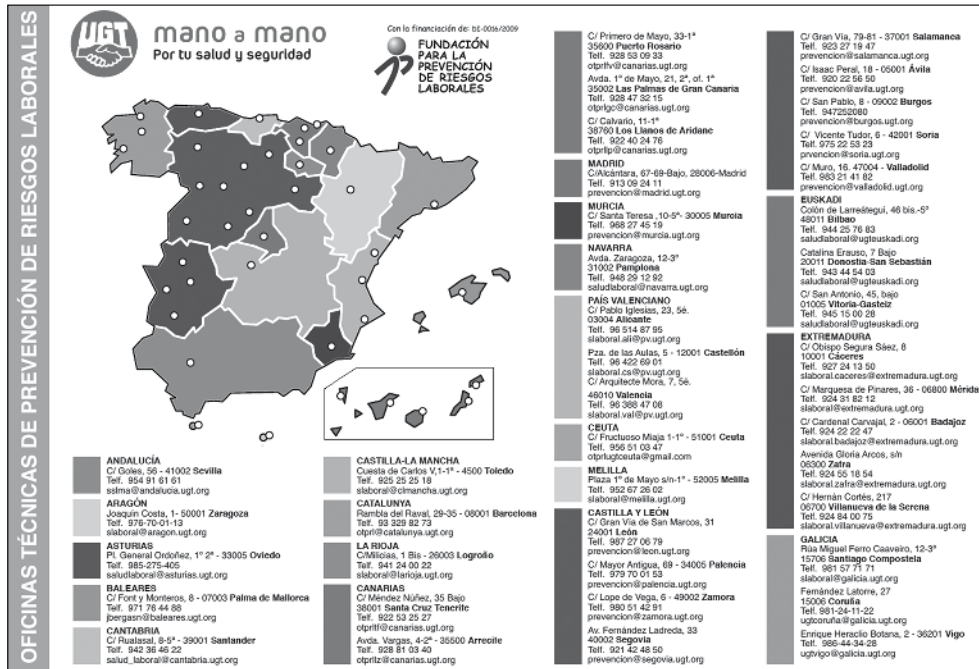 OFICINAS TÉCNICAS DE PREVENCIÓN DE RIESGOS LABORALES
UGT
mano a mano
Por tu salud y seguridad
Con la financiación de: DI-0016/2009
FUNDACIÓN
PARA LA
PREVENCIÓN
DE RIESGOS
LABORALES
ANDALUCÍA
C/ Goles, 56 - 41002 Sevilla
Telf. 954 91 61 61
sslma@andalucia.ugt.org
ARAGÓN
Joaquín Costa, 1- 50001 Zaragoza
Telf. 976-70-01-13
slaboral@aragon.ugt.org
ASTURIAS
Pl. General Ordoñez, 1º 2ª - 33005 Oviedo
Telf. 985-275-405
saludlaboral@asturias.ugt.org
BALEARES
C/ Font y Monteros, 8 - 07003 Palma de Mallorca
Telf. 971 76 44 88
jbergasn@baleares.ugt.org
CANTABRIA
C/ Rualasal, 8-5ª - 39001 Santander
Telf. 942 36 46 22
salud_laboral@cantabria.ugt.org
CASTILLA-LA MANCHA
Cuesta de Carlos V,1-1ª - 4500 Toledo
Telf. 925 25 25 18
slaboral@clmancha.ugt.org
CATALUNYA
Rambla del Raval, 29-35 - 08001 Barcelona
Telf. 93 329 82 73
otprl@catalunya.ugt.org
LA RIOJA
C/Milicias, 1 Bis - 26003 Logroño
Telf. 941 24 00 22
slaboral@larioja.ugt.org
CANARIAS
C/ Méndez Núñez, 35 Bajo
38001 Santa Cruz Tenerife
Telf. 922 53 25 27
otprltf@canarias.ugt.org
Avda. Vargas, 4-2ª - 35500 Arrecife
Telf. 928 81 03 40
otprllz@canarias.ugt.org
C/ Primero de Mayo, 33-1ª
35600 Puerto Rosario
Telf. 928 53 09 33
otprlfv@canarias.ugt.org
Avda. 1º de Mayo, 21, 2ª, of. 1ª
35002 Las Palmas de Gran Canaria
Telf. 928 47 32 15
otprlgc@canarias.ugt.org
C/ Calvario, 11-1ª
38760 Los Llanos de Aridane
Telf. 922 40 24 76
otprllp@canarias.ugt.org
MADRID
C/Alcántara, 67-69-Bajo, 28006-Madrid
Telf. 913 09 24 11
prevencion@madrid.ugt.org
MURCIA
C/ Santa Teresa ,10-5ª- 30005 Murcia
Telf. 968 27 45 19
prevencion@murcia.ugt.org
NAVARRA
Avda. Zaragoza, 12-3ª
31002 Pamplona
Telf. 948 29 12 92
saludlaboral@navarra.ugt.org
PAÍS VALENCIANO
C/ Pablo Iglesias, 23, 5é.
03004 Alicante
Telf. 96 514 87 95
slaboral.ali@pv.ugt.org
Pza. de las Aulas, 5 - 12001 Castellón
Telf. 96 422 69 01
slaboral.cs@pv.ugt.org
C/ Arquitecte Mora, 7, 5é.
46010 Valencia
Telf. 96 388 47 08
slaboral.val@pv.ugt.org
CEUTA
C/ Fructuoso Miaja 1-1ª - 51001 Ceuta
Telf. 956 51 03 47
otprlugtceuta@gmail.com
MELILLA
Plaza 1º de Mayo s/n-1ª - 52005 Melilla
Telf. 952 67 26 02
slaboral@melilla.ugt.org
CASTILLA Y LEÓN
C/ Gran Vía de San Marcos, 31
24001 León
Telf. 987 27 06 79
prevencion@leon.ugt.org
C/ Mayor Antigua, 69 - 34005 Palencia
Telf. 979 70 01 53
prevencion@palencia.ugt.org
C/ Lope de Vega, 6 - 49002 Zamora
Telf. 980 51 42 91
prevencion@zamora.ugt.org
Av. Fernández Ladreda, 33
40002 Segovia
Telf. 921 42 48 50
prevencion@segovia.ugt.org
C/ Gran Vía, 79-81 - 37001 Salamanca
Telf. 923 27 19 47
prevencion@salamanca.ugt.org
C/ Isaac Peral, 18 - 05001 Ávila
Telf. 920 22 56 50
prevencion@avila.ugt.org
C/ San Pablo, 8 - 09002 Burgos
Telf. 947252080
prevencion@burgos.ugt.org
C/ Vicente Tudor, 6 - 42001 Soria
Telf. 975 22 53 23
prvencion@soria.ugt.org
C/ Muro, 16. 47004 - Valladolid
Telf. 983 21 41 82
prevencion@valladolid.ugt.org
EUSKADI
Colón de Larreátegui, 46 bis.-5º
48011 Bilbao
Telf. 944 25 76 83
saludlaboral@ugteuskadi.org
Catalina Erauso, 7 Bajo
20011 Donostia-San Sebastián
Telf. 943 44 54 03
saludlaboral@ugteuskadi.org
C/ San Antonio, 45, bajo
01005 Vitoria-Gasteiz
Telf. 945 15 00 28
saludlaboral@ugteuskadi.org
EXTREMADURA
C/ Obispo Segura Sáez, 8
10001 Cáceres
Telf. 927 24 13 50
slaboral.caceres@extremadura.ugt.org
C/ Marquesa de Pinares, 36 - 06800 Mérida
Telf. 924 31 82 12
slaboral@extremadura.ugt.org
C/ Cardenal Carvajal, 2 - 06001 Badajoz
Telf. 924 22 22 47
slaboral.badajoz@extremadura.ugt.org
Avenida Gloria Arcos, s/n
06300 Zafra
Telf. 924 55 18 54
slaboral.zafra@extremadura.ugt.org
C/ Hernán Cortés, 217
06700 Villanueva de la Serena
Telf. 924 84 00 75
slaboral.villanueva@extremadura.ugt.org
GALICIA
Rúa Miguel Ferro Caaveiro, 12-3ª
15706 Santiago Compostela
Telf. 981 57 71 71
slaboral@galicia.ugt.org
Fernández Latorre, 27
15006 Coruña
Telf. 981-24-11-22
ugtcoruña@galicia.ugt.org
Enrique Heraclio Botana, 2 - 36201 Vigo
Telf. 986-44-34-28
ugtvigo@galicia.ugt.org